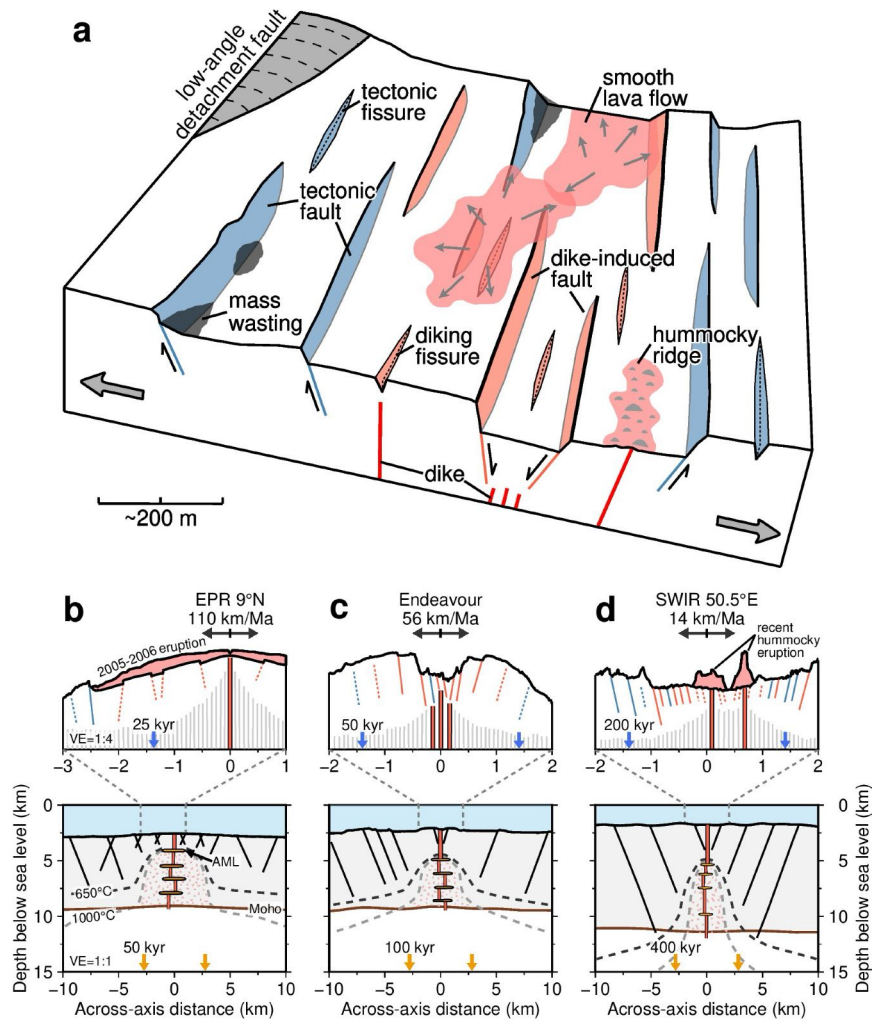 a
low-angle
detachment fault
tectonic
fissure
smooth
lava flow
tectonic
fault
dike-induced
fault
mass
wasting
diking
fissure
hummocky
ridge
dike
~200 m
b
EPR 9°N
110 km/Ma
2005-2006 eruption
25 kyr
VE=1:4
−3 −2 −1 0 1
c
Endeavour
56 km/Ma
50 kyr
−2 −1 0 1 2
d
SWIR 50.5°E
14 km/Ma
recent
hummocky
eruption
200 kyr
−2 −1 0 1 2
Depth below sea level (km)
0
5
10
15
AML
~650°C
1000°C
Moho
50 kyr
VE=1:1
−10 −5 0 5 10
Across-axis distance (km)
100 kyr
−10 −5 0 5 10
Across-axis distance (km)
400 kyr
−10 −5 0 5 10
Across-axis distance (km)
0
5
10
15
Depth below sea level (km)